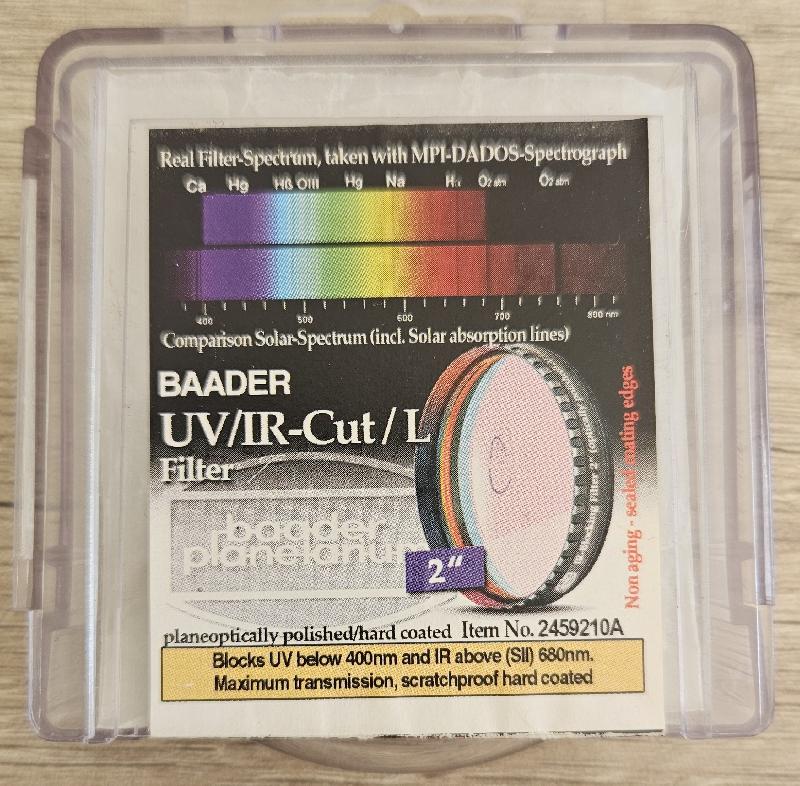 Real Filter-Spectrum, taken with MPI-DADOS-Spectrograph
Ca Hg Hß OIII Hg Na Hα O₂ atm O₂ atm
400 500 600 700 800 nm
Comparison Solar-Spectrum (incl. Solar absorption lines)
BAADER
UV/IR-Cut / L
Filter
baader
planetarium
C
2"
Non aging - sealed coating edges
planeoptically polished/hard coated Item No. 2459210A
Blocks UV below 400nm and IR above (SII) 680nm.
Maximum transmission, scratchproof hard coated